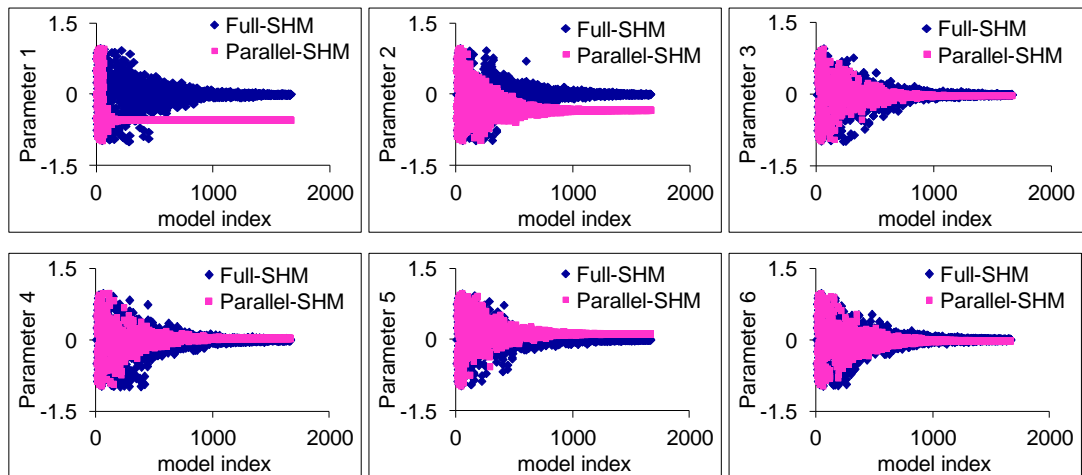 Parameter 1
1.5
0
-1.5
Full-SHM
Parallel-SHM
0 1000 2000
model index
Parameter 2
1.5
0
-1.5
Full-SHM
Parallel-SHM
0 1000 2000
model index
Parameter 3
1.5
0
-1.5
Full-SHM
Parallel-SHM
0 1000 2000
model index
Parameter 4
1.5
0
-1.5
Full-SHM
Parallel-SHM
0 1000 2000
model index
Parameter 5
1.5
0
-1.5
Full-SHM
Parallel-SHM
0 1000 2000
model index
Parameter 6
1.5
0
-1.5
Full-SHM
Parallel-SHM
0 1000 2000
model index